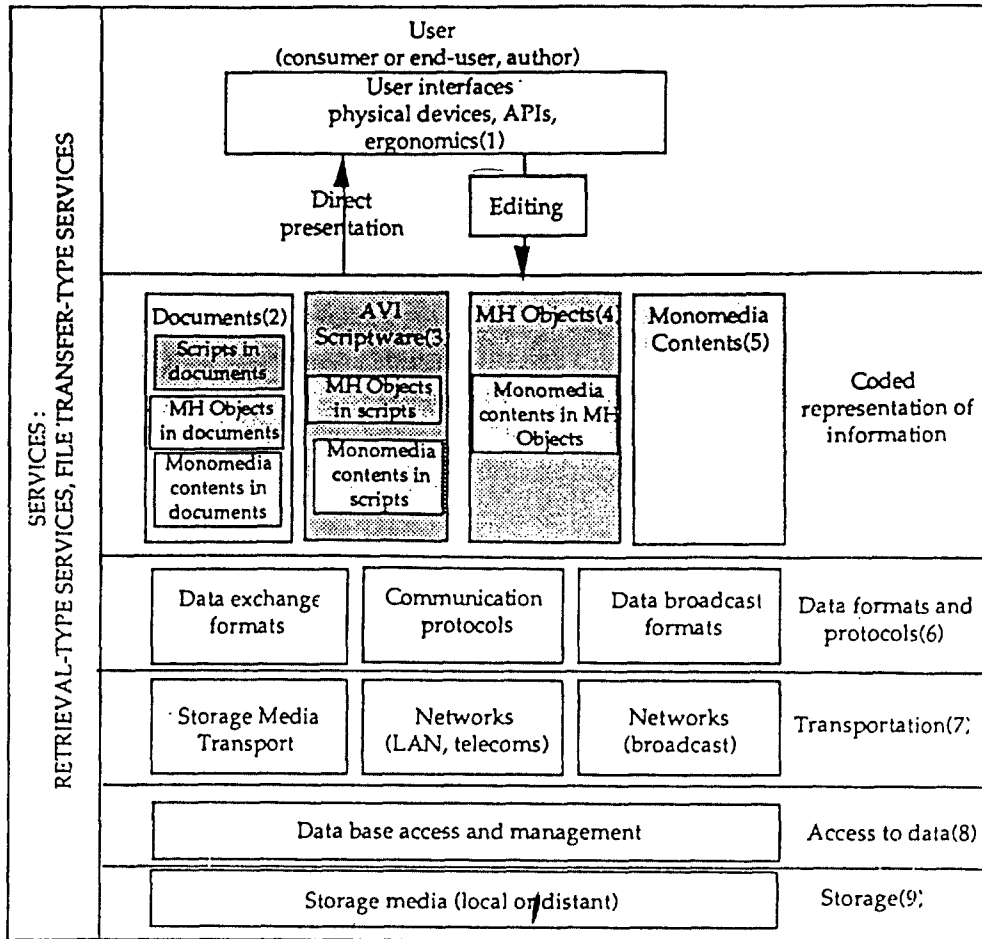 SERVICES :
RETRIEVAL-TYPE SERVICES, FILE TRANSFER-TYPE SERVICES
User
(consumer or end-user, author)
User interfaces
physical devices, APIs,
ergonomics(1)
Direct
presentation
Editing
Documents(2)
Scripts in
documents
MH Objects
in documents
Monomedia
contents in
documents
AVI
Scriptware(3
MH Objects
in scripts
Monomedia
contents in
scripts
MH Objects(4)
Monomedia
contents in MH
Objects
Monomedia
Contents(5)
Coded
representation of
information
Data exchange
formats
Communication
protocols
Data broadcast
formats
Data formats and
protocols(6)
Storage Media
Transport
Networks
(LAN, telecoms)
Networks
(broadcast)
Transportation(7)
Data base access and management
Access to data(8)
Storage media (local or distant)
Storage(9)